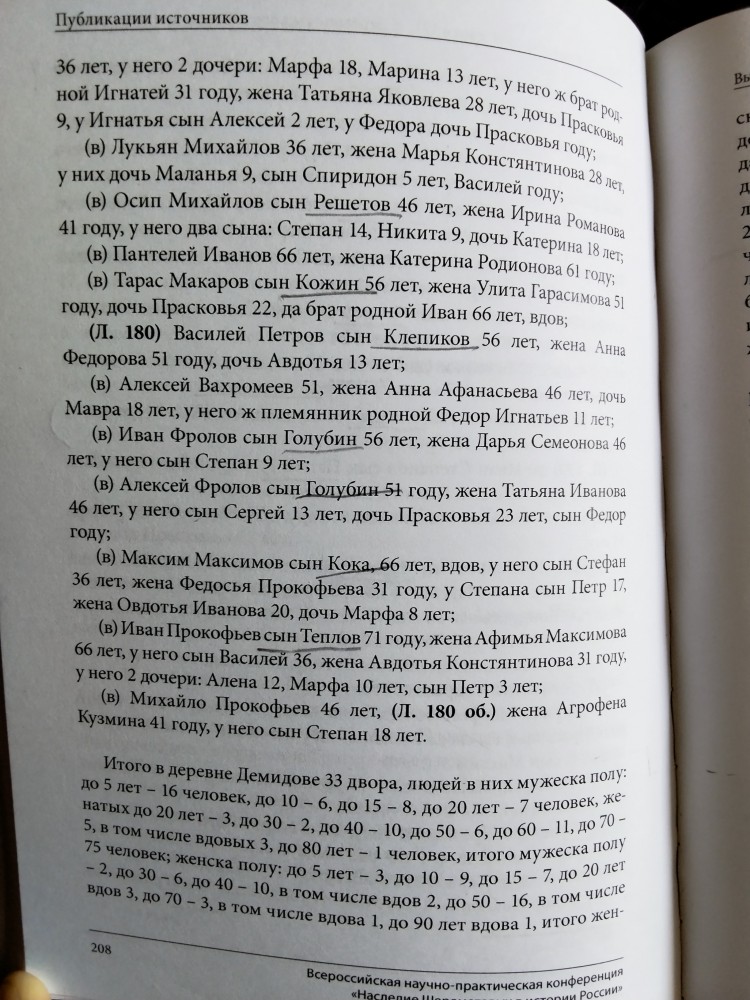 Публикации источников
36 лет, у него 2 дочери: Марфа 18, Марина 13 лет, у него ж брат род-
ной Игнатей 31 году, жена Татьяна Яковлева 28 лет, дочь Прасковья
9, у Игнатья сын Алексей 2 лет, у Федора дочь Прасковья году;
(в) Лукьян Михайлов 36 лет, жена Марья Констянтинова 28 лет,
у них дочь Маланья 9, сын Спиридон 5 лет, Василей году;
(в) Осип Михайлов сын Решетов 46 лет, жена Ирина Романова
41 году, у него два сына: Степан 14, Никита 9, дочь Катерина 18 лет;
(в) Пантелей Иванов 66 лет, жена Катерина Родионова 61 году;
(в) Тарас Макаров сын Кожин 56 лет, жена Улита Гарасимова 51
году, дочь Прасковья 22, да брат родной Иван 66 лет, вдов;
(Л. 180) Василей Петров сын Клепиков 56 лет, жена Анна
Федорова 51 году, дочь Авдотья 13 лет;
(в) Алексей Вахромеев 51, жена Анна Афанасьева 46 лет, дочь
Мавра 18 лет, у него ж племянник родной Федор Игнатьев 11 лет;
(в) Иван Фролов сын Голубин 56 лет, жена Дарья Семеонова 46
лет, у него сын Степан 9 лет;
(в) Алексей Фролов сын Голубин 51 году, жена Татьяна Иванова
46 лет, у него сын Сергей 13 лет, дочь Прасковья 23 лет, сын Федор
году;
(в) Максим Максимов сын Кока, 66 лет, вдов, у него сын Стефан
36 лет, жена Федосья Прокофьева 31 году, у Степана сын Петр 17,
жена Овдотья Иванова 20, дочь Марфа 8 лет;
(в) Иван Прокофьев сын Теплов 71 году, жена Афимья Максимова
66 лет, у него сын Василей 36, жена Авдотья Констянтинова 31 году,
у него 2 дочери: Алена 12, Марфа 10 лет, сын Петр 3 лет;
(в) Михайло Прокофьев 46 лет, (Л. 180 об.) жена Агрофена
Кузмина 41 году, у него сын Степан 18 лет.
Итого в деревне Демидове 33 двора, людей в них мужеска полу:
до 5 лет – 16 человек, до 10 – 6, до 15 – 8, до 20 лет – 7 человек, же-
натых до 20 лет – 3, до 30 – 2, до 40 – 10, до 50 – 6, до 60 – 11, до 70 –
5, в том числе вдовых 3, до 80 лет – 1 человек, итого мужеска полу
75 человек; женска полу: до 5 лет – 3, до 10 – 9, до 15 – 7, до 20 лет
– 2, до 30 – 6, до 40 – 10, в том числе вдов 2, до 50 – 16, в том числе
вдов 3, до 70 – 3, в том числе вдова 1, до 90 лет вдова 1, итого жен-
208
Всероссийская научно-практическая конференция